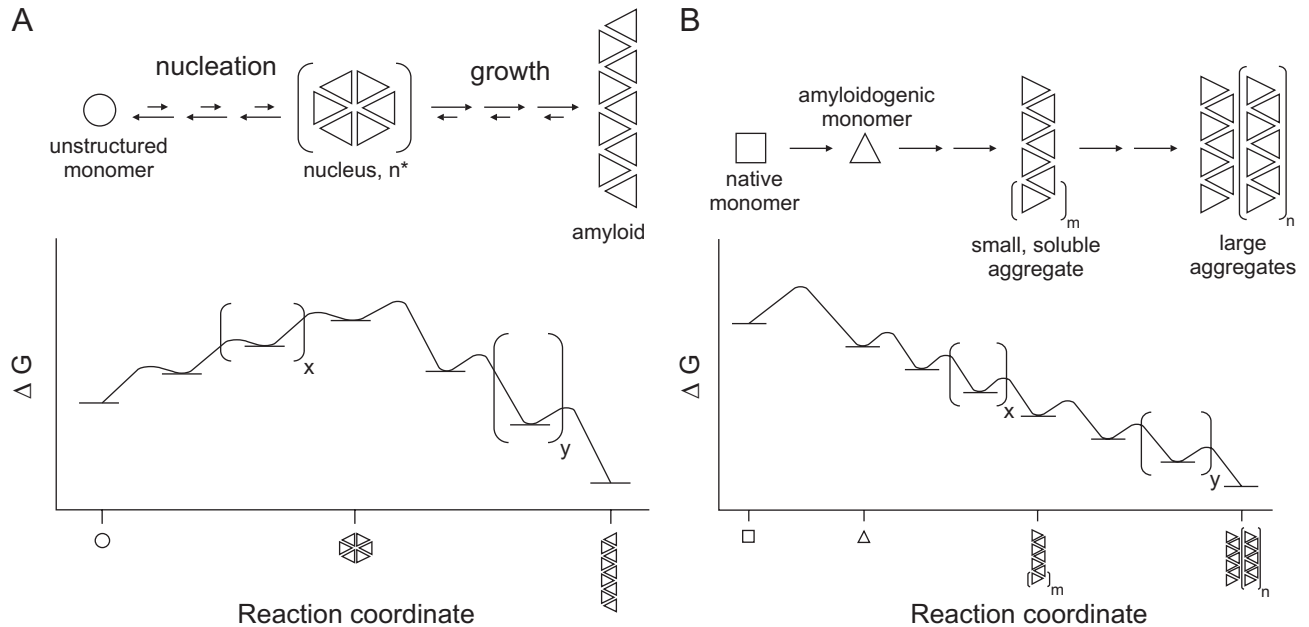 A
nucleation
growth
unstructured
monomer
nucleus, n*
amyloid
Δ G
x
y
Reaction coordinate
B
amyloidogenic
monomer
native
monomer
m
small, soluble
aggregate
n
large
aggregates
Δ G
x
y
m
n
Reaction coordinate